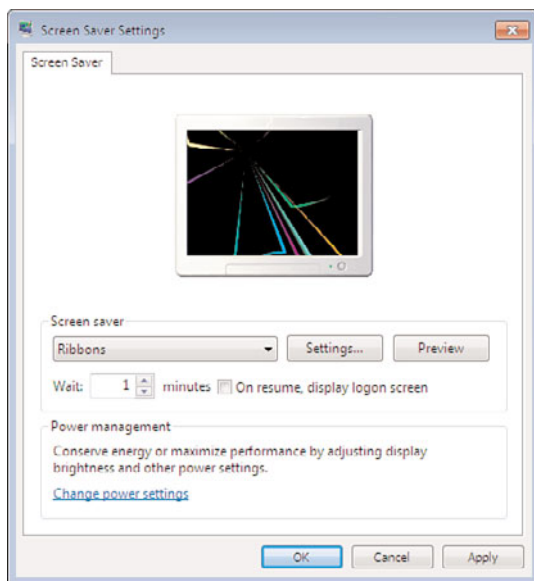 Screen Saver Settings
Screen Saver
Screen saver
Ribbons
Settings...
Preview
Wait: 1 minutes On resume, display logon screen
Power management
Conserve energy or maximize performance by adjusting display
brightness and other power settings.
Change power settings
OK
Cancel
Apply